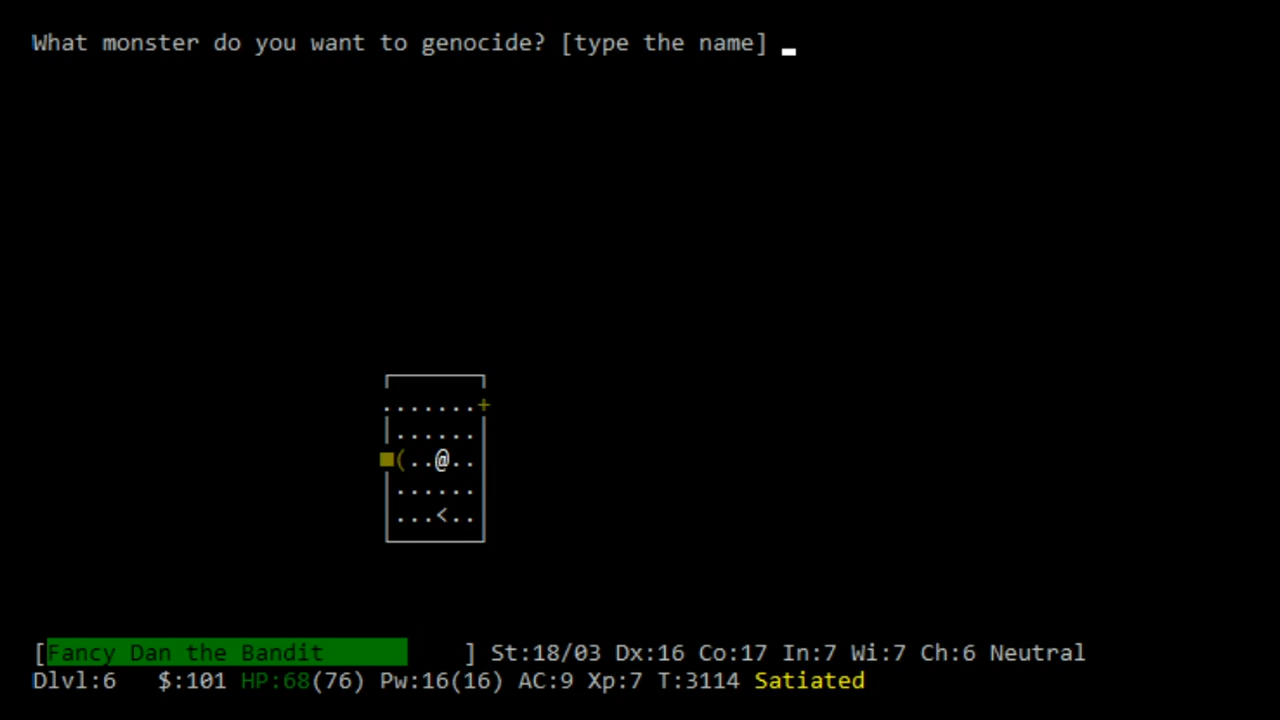 What monster do you want to genocide? [type the name]
.......+
|......|
■(..@..|
|......|
|...<..|
[Fancy Dan the Bandit ] St:18/03 Dx:16 Co:17 In:7 Wi:7 Ch:6 Neutral
Dlvl:6 $:101 HP:68(76) Pw:16(16) AC:9 Xp:7 T:3114 Satiated